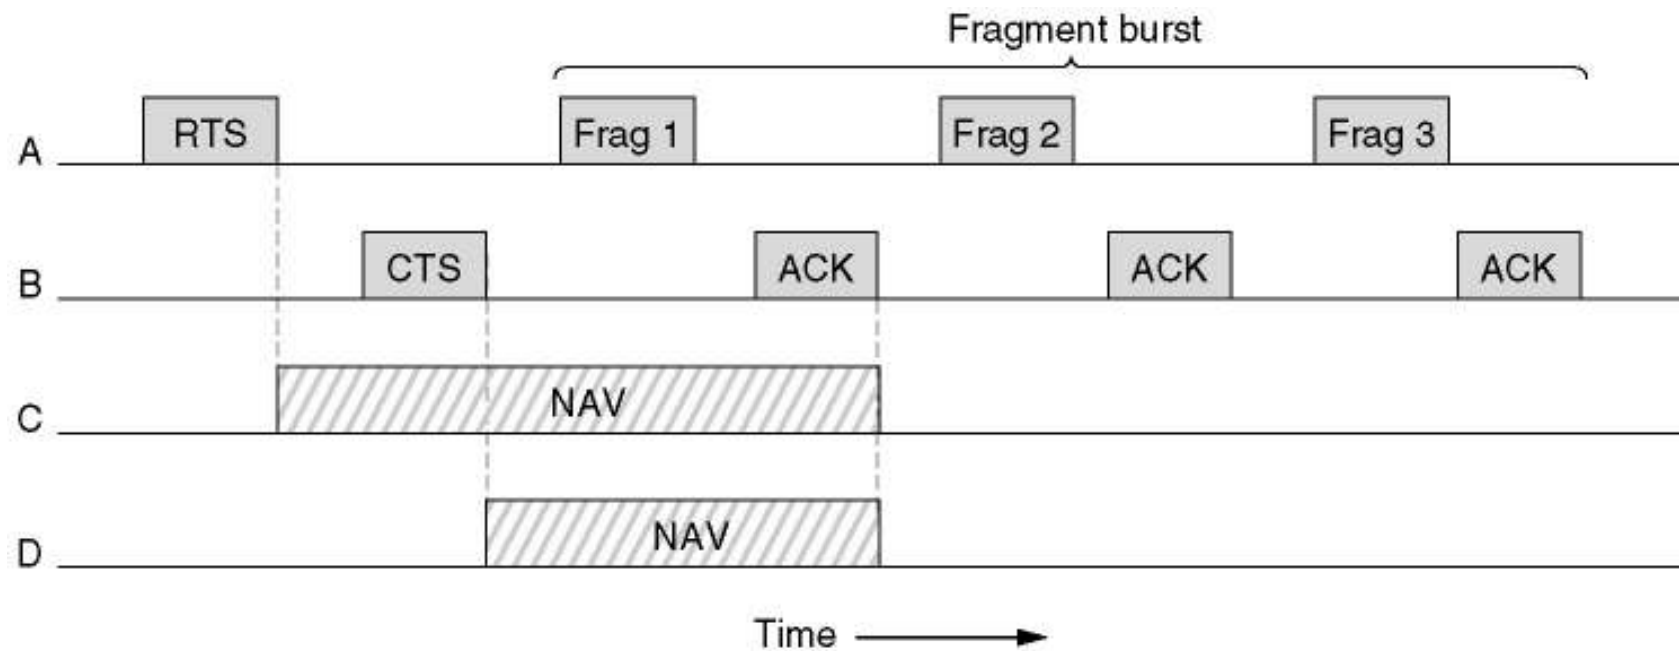 Fragment burst
A RTS Frag 1 Frag 2 Frag 3
B CTS ACK ACK ACK
C NAV
D NAV
Time